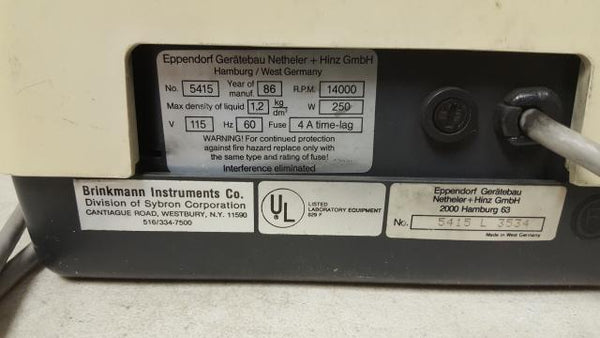 Eppendorf Gerätebau Netheler + Hinz GmbH
Hamburg / West Germany
No. 5415 Year of manuf. 86 R.P.M. 14000
Max density of liquid 1,2 kg dm³ W 250
V 115 Hz 60 Fuse 4 A time-lag
WARNING! For continued protection
against fire hazard replace only with
the same type and rating of fuse!
Interference eliminated
Brinkmann Instruments Co.
Division of Sybron Corporation
CANTIAGUE ROAD, WESTBURY, N.Y. 11590
516/334-7500
UL
LISTED
LABORATORY EQUIPMENT
829 F
Eppendorf Gerätebau
Netheler + Hinz GmbH
2000 Hamburg 63
No. 5415 L 3534
Made in West Germany